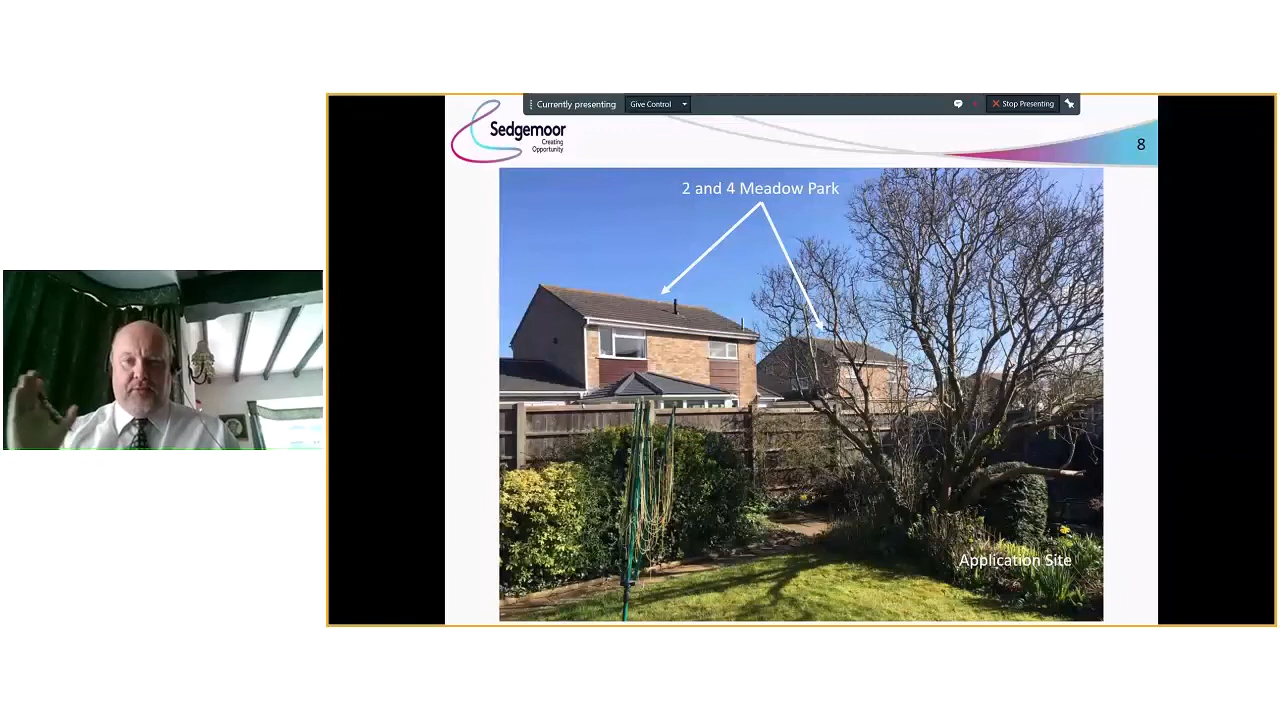 Currently presenting
Give Control
Stop Presenting
Sedgemoor
Creating
Opportunity
8
2 and 4 Meadow Park
Application Site